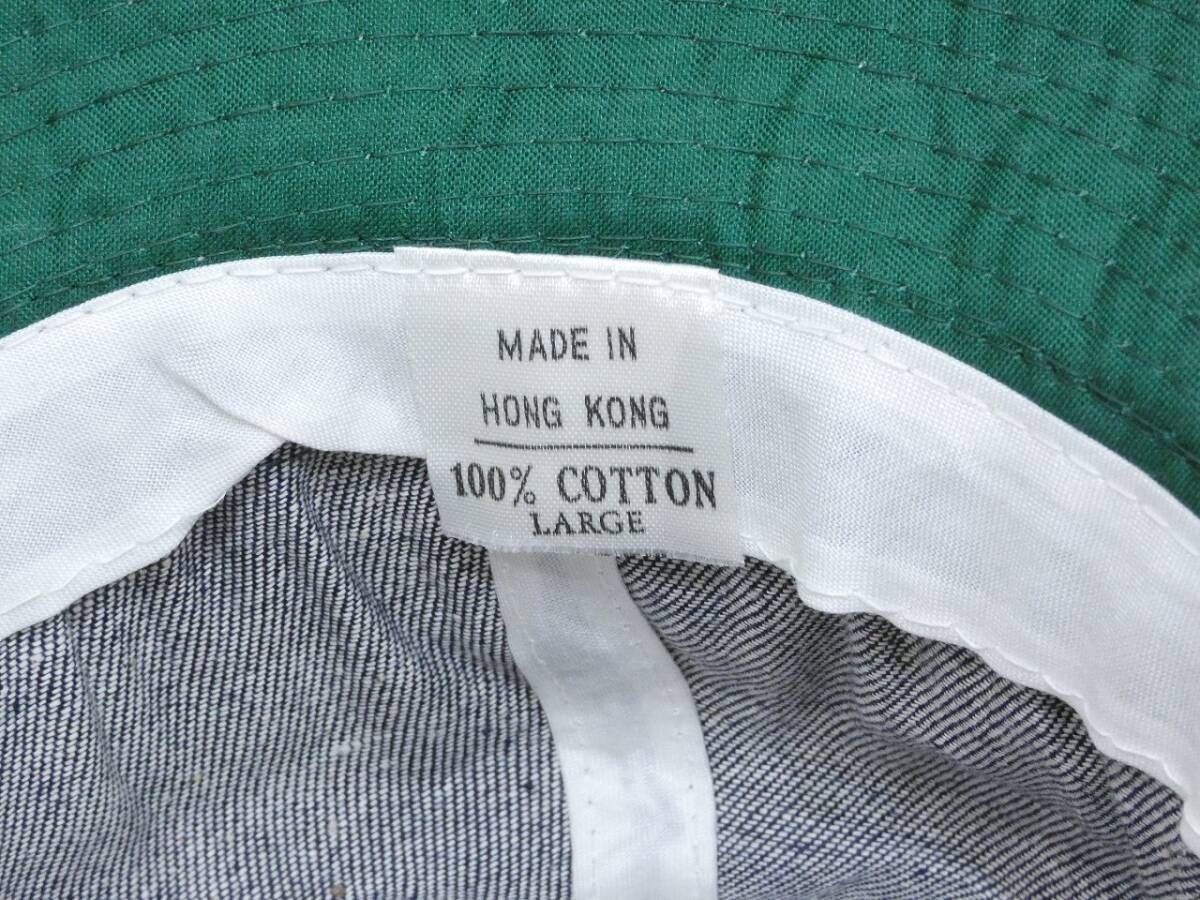 MADE IN
HONG KONG
100% COTTON
LARGE